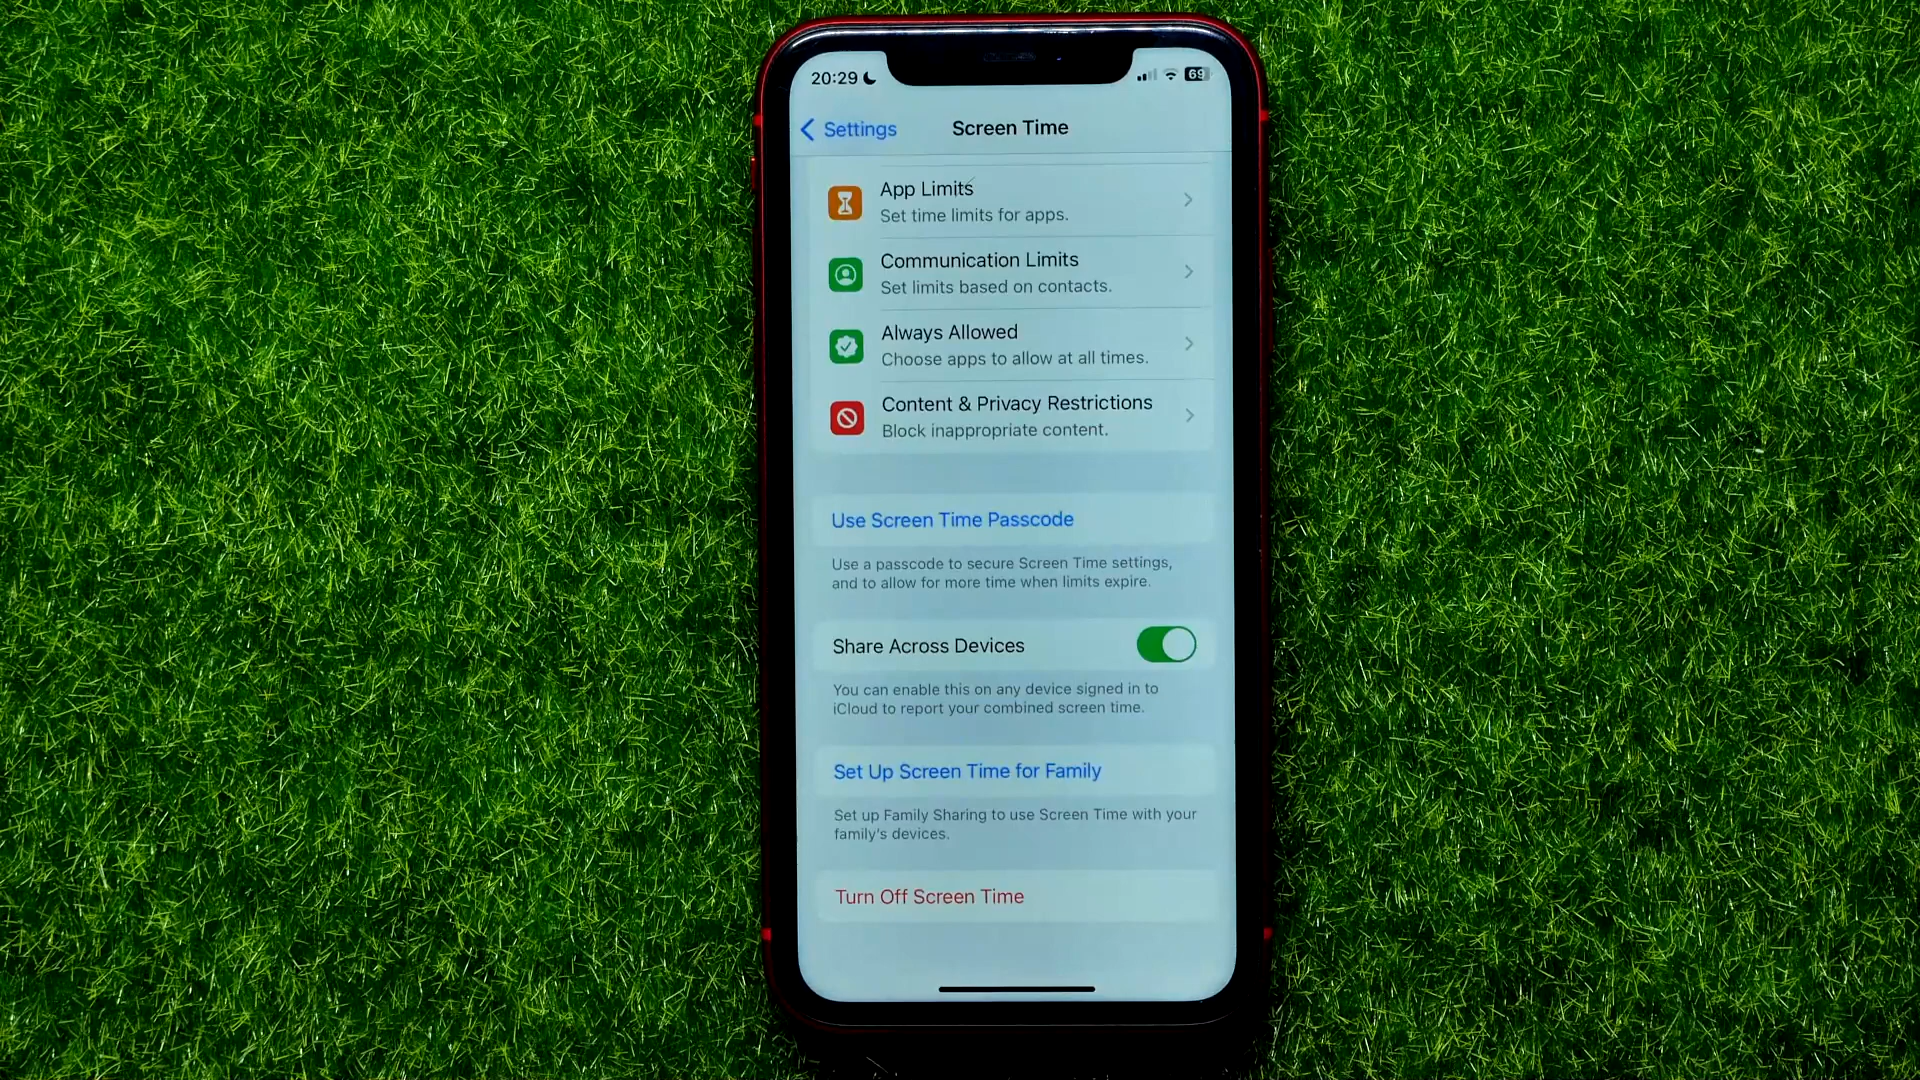 20:29
69
Settings
Screen Time
App Limits
Set time limits for apps.
Communication Limits
Set limits based on contacts.
Always Allowed
Choose apps to allow at all times.
Content & Privacy Restrictions
Block inappropriate content.
Use Screen Time Passcode
Use a passcode to secure Screen Time settings,
and to allow for more time when limits expire.
Share Across Devices
You can enable this on any device signed in to
iCloud to report your combined screen time.
Set Up Screen Time for Family
Set up Family Sharing to use Screen Time with your
family's devices.
Turn Off Screen Time